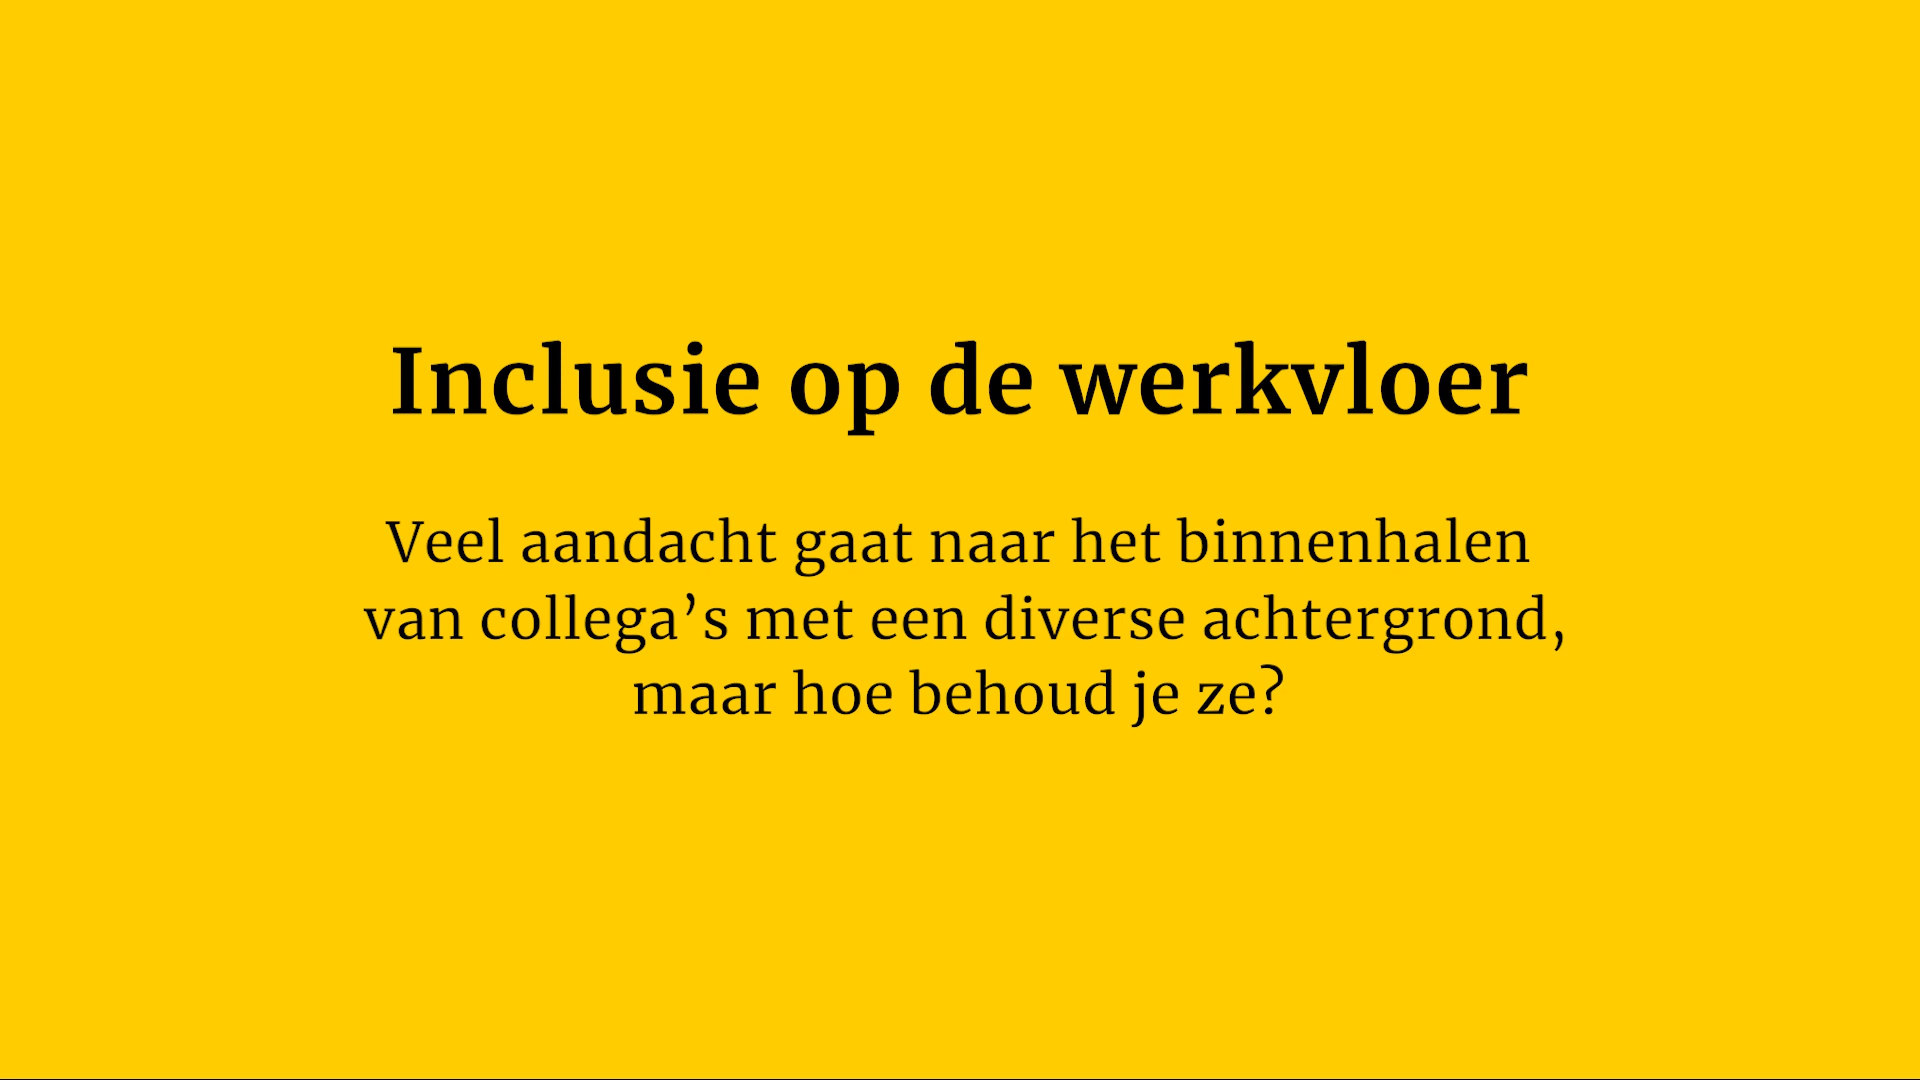 Inclusie op de werkvloer
Veel aandacht gaat naar het binnenhalen
van collega’s met een diverse achtergrond,
maar hoe behoud je ze?